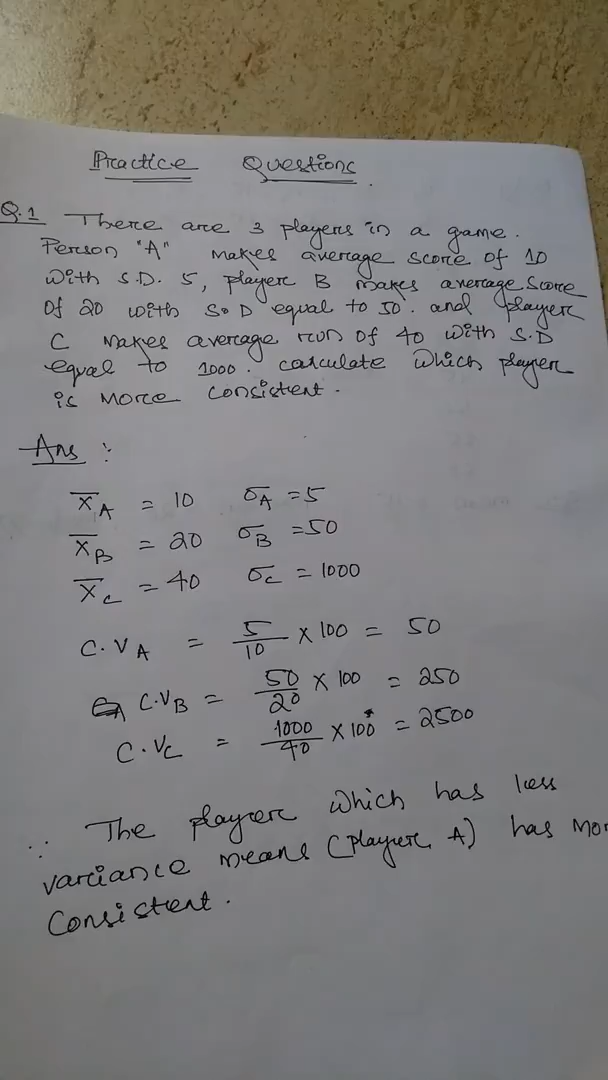 Practice Questions
Q.1 There are 3 players in a game.
Person "A" makes average score of 10
with S.D. 5, player B makes average score
of 20 with S.D equal to 50. and player
C makes average run of 40 with S.D
equal to 1000. calculate which player
is more consistent.
Ans :
x̄A = 10 σA = 5
x̄B = 20 σB = 50
x̄C = 40 σC = 1000
C.VA = 5/10 × 100 = 50
C.VB = 50/20 × 100 = 250
C.VC = 1000/40 × 100 = 2500
∴ The player which has less
variance means (player A) has mor
consistent.